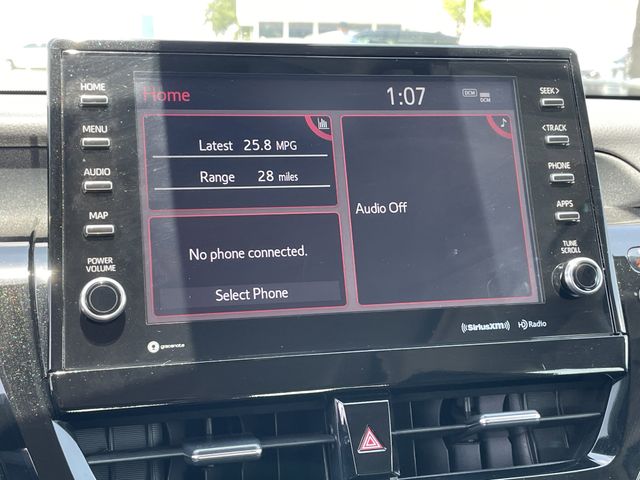 Home
1:07
DCM
DCM
Latest 25.8 MPG
Range 28 miles
No phone connected.
Select Phone
Audio Off
HOME
MENU
AUDIO
MAP
POWER
VOLUME
SEEK>
<TRACK
PHONE
APPS
TUNE
SCROLL
gracenote
SiriusXM
HD Radio